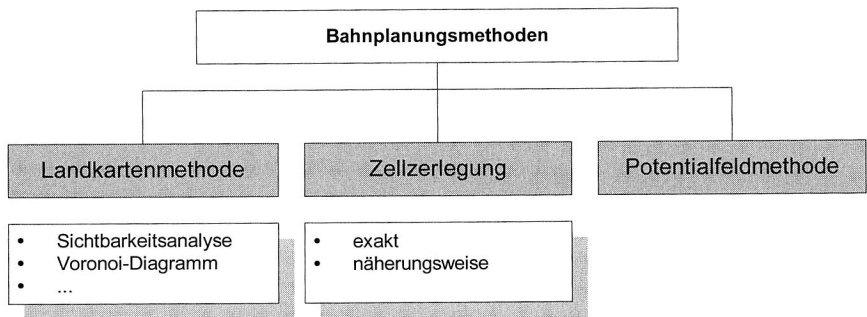 Bahnplanungsmethoden
Landkartenmethode
Zellzerlegung
Potentialfeldmethode
• Sichtbarkeitsanalyse
• Voronoi-Diagramm
• ...
• exakt
• näherungsweise